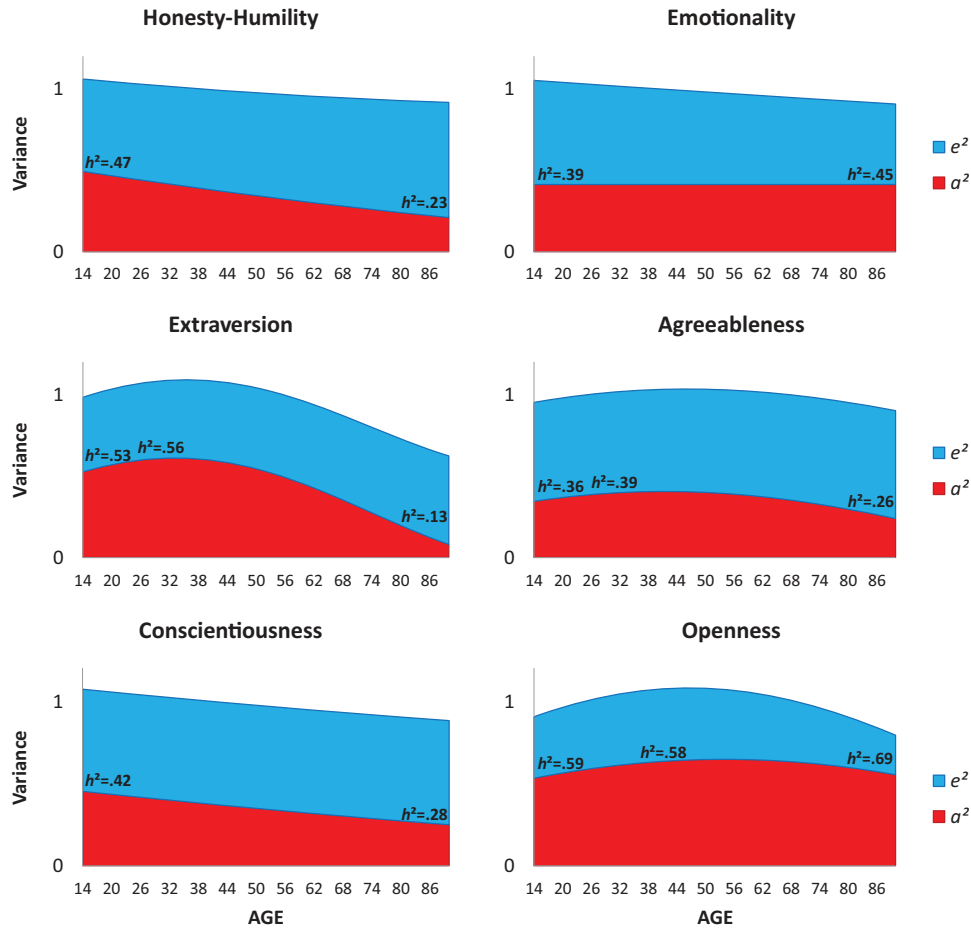 Honesty-Humility
Emotionality
1
Variance
h²=.47
h²=.23
0
14 20 26 32 38 44 50 56 62 68 74 80 86
1
h²=.39
h²=.45
0
14 20 26 32 38 44 50 56 62 68 74 80 86
e²
a²
Extraversion
Agreeableness
1
Variance
h²=.53
h²=.56
h²=.13
0
14 20 26 32 38 44 50 56 62 68 74 80 86
1
h²=.36
h²=.39
h²=.26
0
14 20 26 32 38 44 50 56 62 68 74 80 86
e²
a²
Conscientiousness
Openness
1
Variance
h²=.42
h²=.28
0
14 20 26 32 38 44 50 56 62 68 74 80 86
AGE
1
h²=.59
h²=.58
h²=.69
0
14 20 26 32 38 44 50 56 62 68 74 80 86
AGE
e²
a²